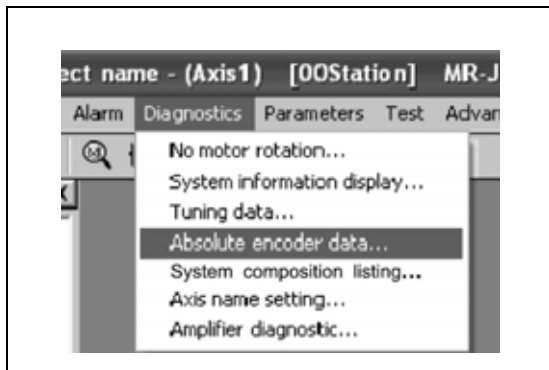 ect name - (Axis1) [00Station] MR-J
Alarm Diagnostics Parameters Test Advan
No motor rotation...
System information display...
Tuning data...
Absolute encoder data...
System composition listing...
Axis name setting...
Amplifier diagnostic...